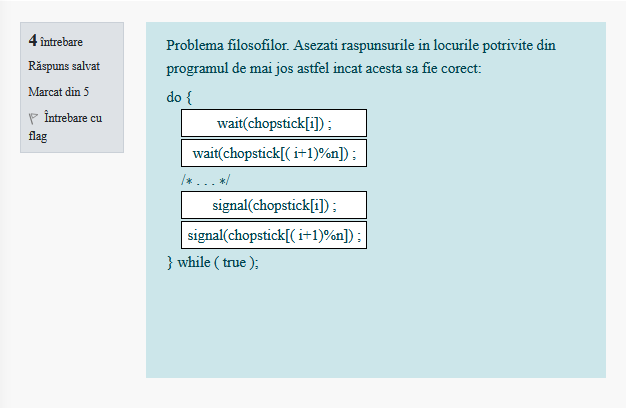 4 întrebare
Răspuns salvat
Marcat din 5
Întrebare cu
flag
Problema filosofilor. Asezati raspunsurile in locurile potrivite din
programul de mai jos astfel incat acesta sa fie corect:
do {
wait(chopstick[i]) ;
wait(chopstick[( i+1)%n]) ;
/* . . . */
signal(chopstick[i]) ;
signal(chopstick[( i+1)%n]) ;
} while ( true );